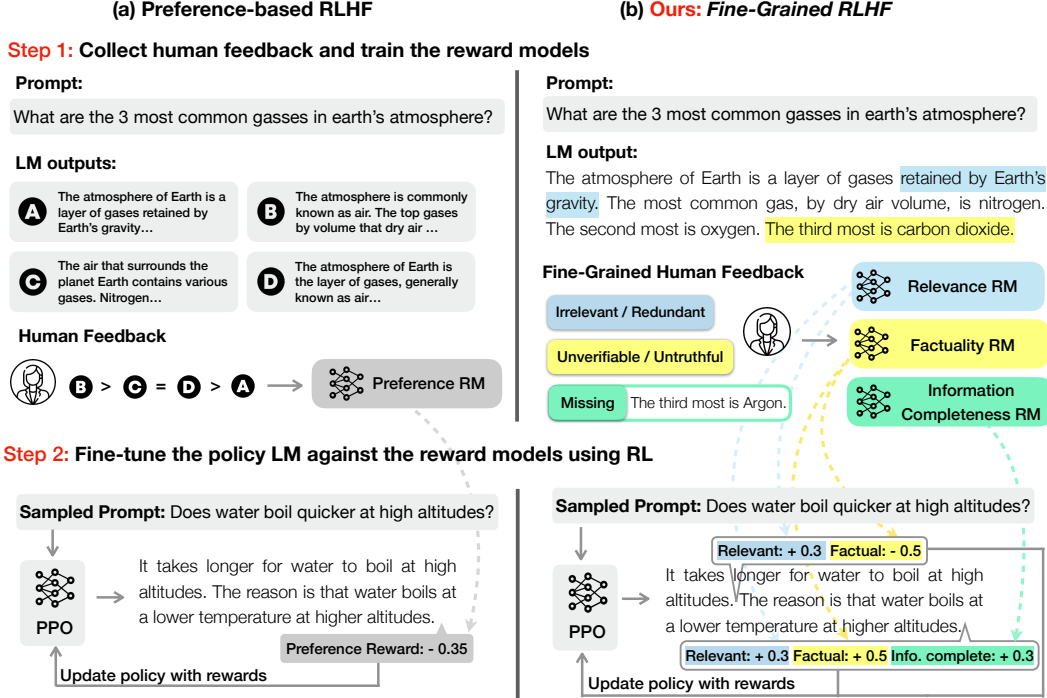 (a) Preference-based RLHF
(b) Ours: Fine-Grained RLHF
Step 1: Collect human feedback and train the reward models
Prompt:
What are the 3 most common gasses in earth's atmosphere?
LM outputs:
A
The atmosphere of Earth is a
layer of gases retained by
Earth's gravity...
B
The atmosphere is commonly
known as air. The top gases
by volume that dry air ...
C
The air that surrounds the
planet Earth contains various
gases. Nitrogen...
D
The atmosphere of Earth is
the layer of gases, generally
known as air...
Human Feedback
B > C = D > A
Preference RM
Prompt:
What are the 3 most common gasses in earth's atmosphere?
LM output:
The atmosphere of Earth is a layer of gases retained by Earth's
gravity. The most common gas, by dry air volume, is nitrogen.
The second most is oxygen. The third most is carbon dioxide.
Fine-Grained Human Feedback
Irrelevant / Redundant
Unverifiable / Untruthful
Missing The third most is Argon.
Relevance RM
Factuality RM
Information
Completeness RM
Step 2: Fine-tune the policy LM against the reward models using RL
Sampled Prompt: Does water boil quicker at high altitudes?
PPO
It takes longer for water to boil at high
altitudes. The reason is that water boils at
a lower temperature at higher altitudes.
Preference Reward: - 0.35
Update policy with rewards
Sampled Prompt: Does water boil quicker at high altitudes?
Relevant: + 0.3 Factual: - 0.5
PPO
It takes longer for water to boil at high
altitudes. The reason is that water boils at
a lower temperature at higher altitudes.
Relevant: + 0.3 Factual: + 0.5 Info. complete: + 0.3
Update policy with rewards